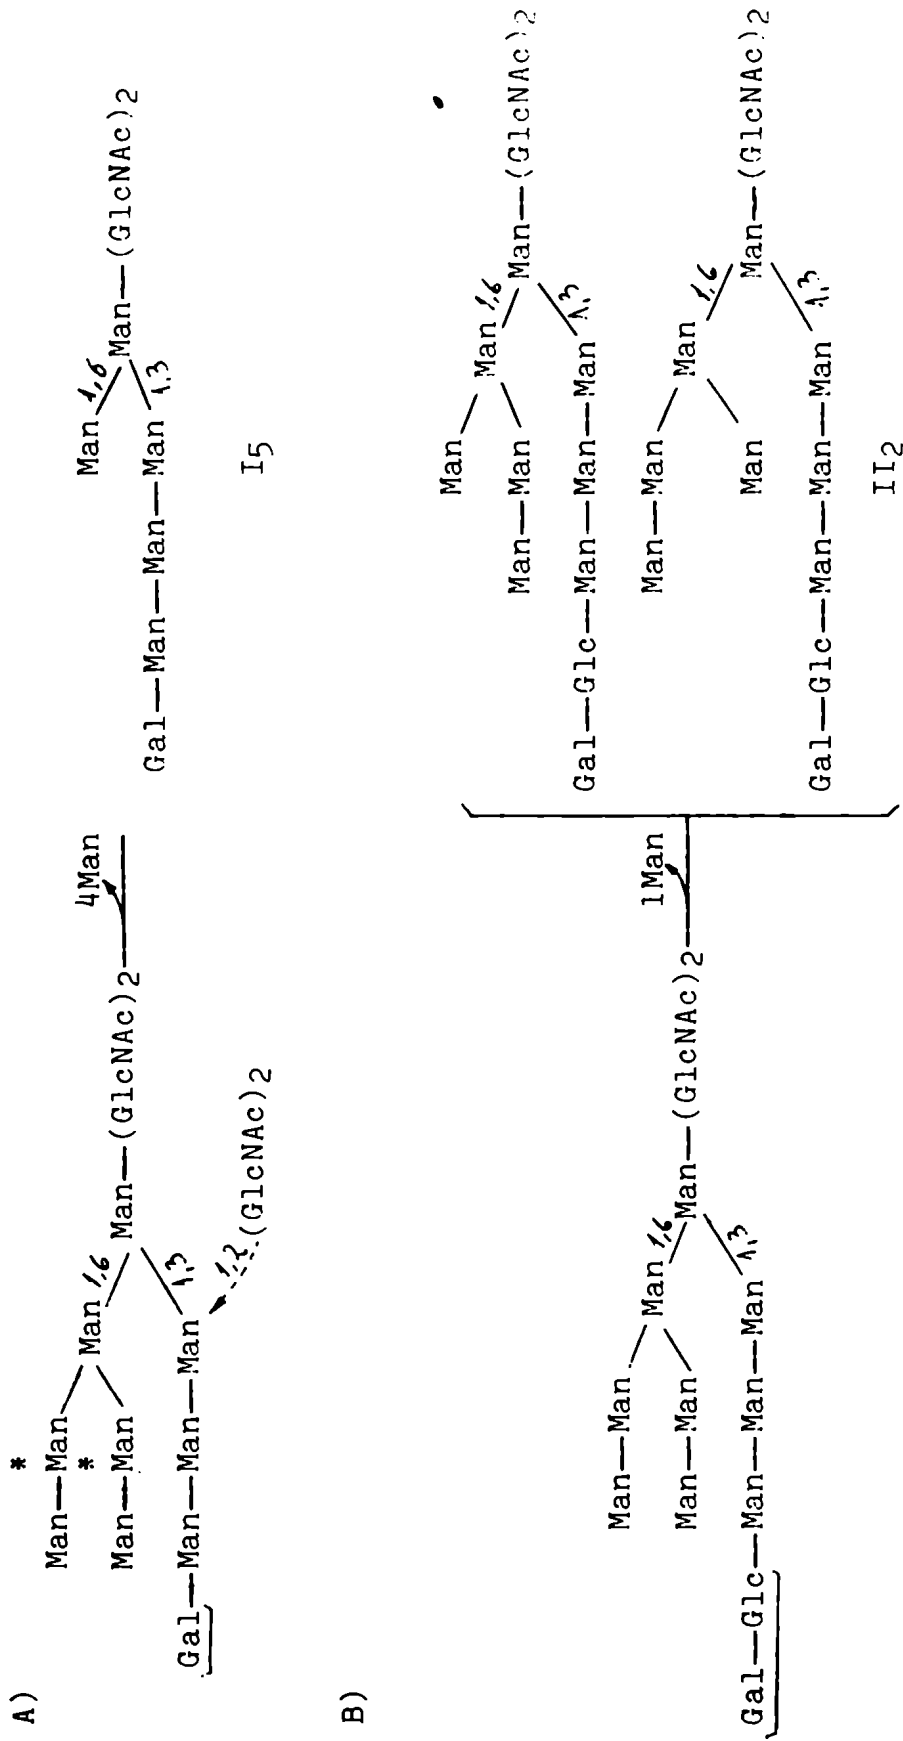 A)
*
Man—Man
*
Man 1,6
Man—Man
Man—(GlcNAc)2
1,3
Gal—Man—Man—Man
1,2 (GlcNAc)2
4Man
Man 1,6
Man—(GlcNAc)2
1,3
Gal—Man—Man—Man
I5
B)
Man—Man
Man 1,6
Man—Man
Man—(GlcNAc)2
1,3
Gal—Glc—Man—Man—Man
1Man
Man
Man 1,6
Man—Man
Man—(GlcNAc)2
1,3
Gal—Glc—Man—Man—Man
Man—Man
Man 1,6
Man
Man—(GlcNAc)2
1,3
Gal—Glc—Man—Man—Man
II2